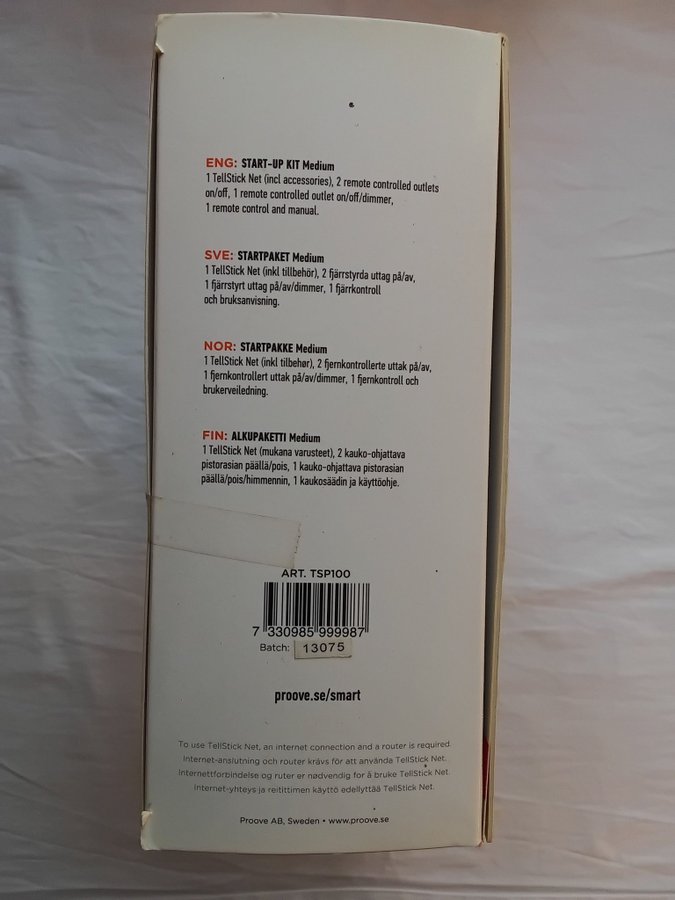 ENG: START-UP KIT Medium
1 TellStick Net (incl accessories), 2 remote controlled outlets
on/off, 1 remote controlled outlet on/off/dimmer,
1 remote control and manual.
SVE: STARTPAKET Medium
1 TellStick Net (inkl tillbehör), 2 fjärrstyrda uttag på/av,
1 fjärrstyrt uttag på/av/dimmer, 1 fjärrkontroll
och bruksanvisning.
NOR: STARTPAKKE Medium
1 TellStick Net (inkl tilbehør), 2 fjernkontrollerte uttak på/av,
1 fjernkontrollert uttak på/av/dimmer, 1 fjernkontroll och
brukerveiledning.
FIN: ALKUPAKETTI Medium
1 TellStick Net (mukana varusteet), 2 kauko-ohjattava
pistorasian päällä/pois, 1 kauko-ohjattava pistorasian
päällä/pois/himmennin, 1 kaukosäädin ja käyttöohje.
ART. TSP100
7 330985 999987
Batch: 13075
proove.se/smart
To use TellStick Net, an internet connection and a router is required.
Internet-anslutning och router krävs för att använda TellStick Net.
Internettforbindelse og ruter er nødvendig for å bruke TellStick Net.
Internet-yhteys ja reitittimen käyttö edellyttää TellStick Net.
Proove AB, Sweden • www.proove.se